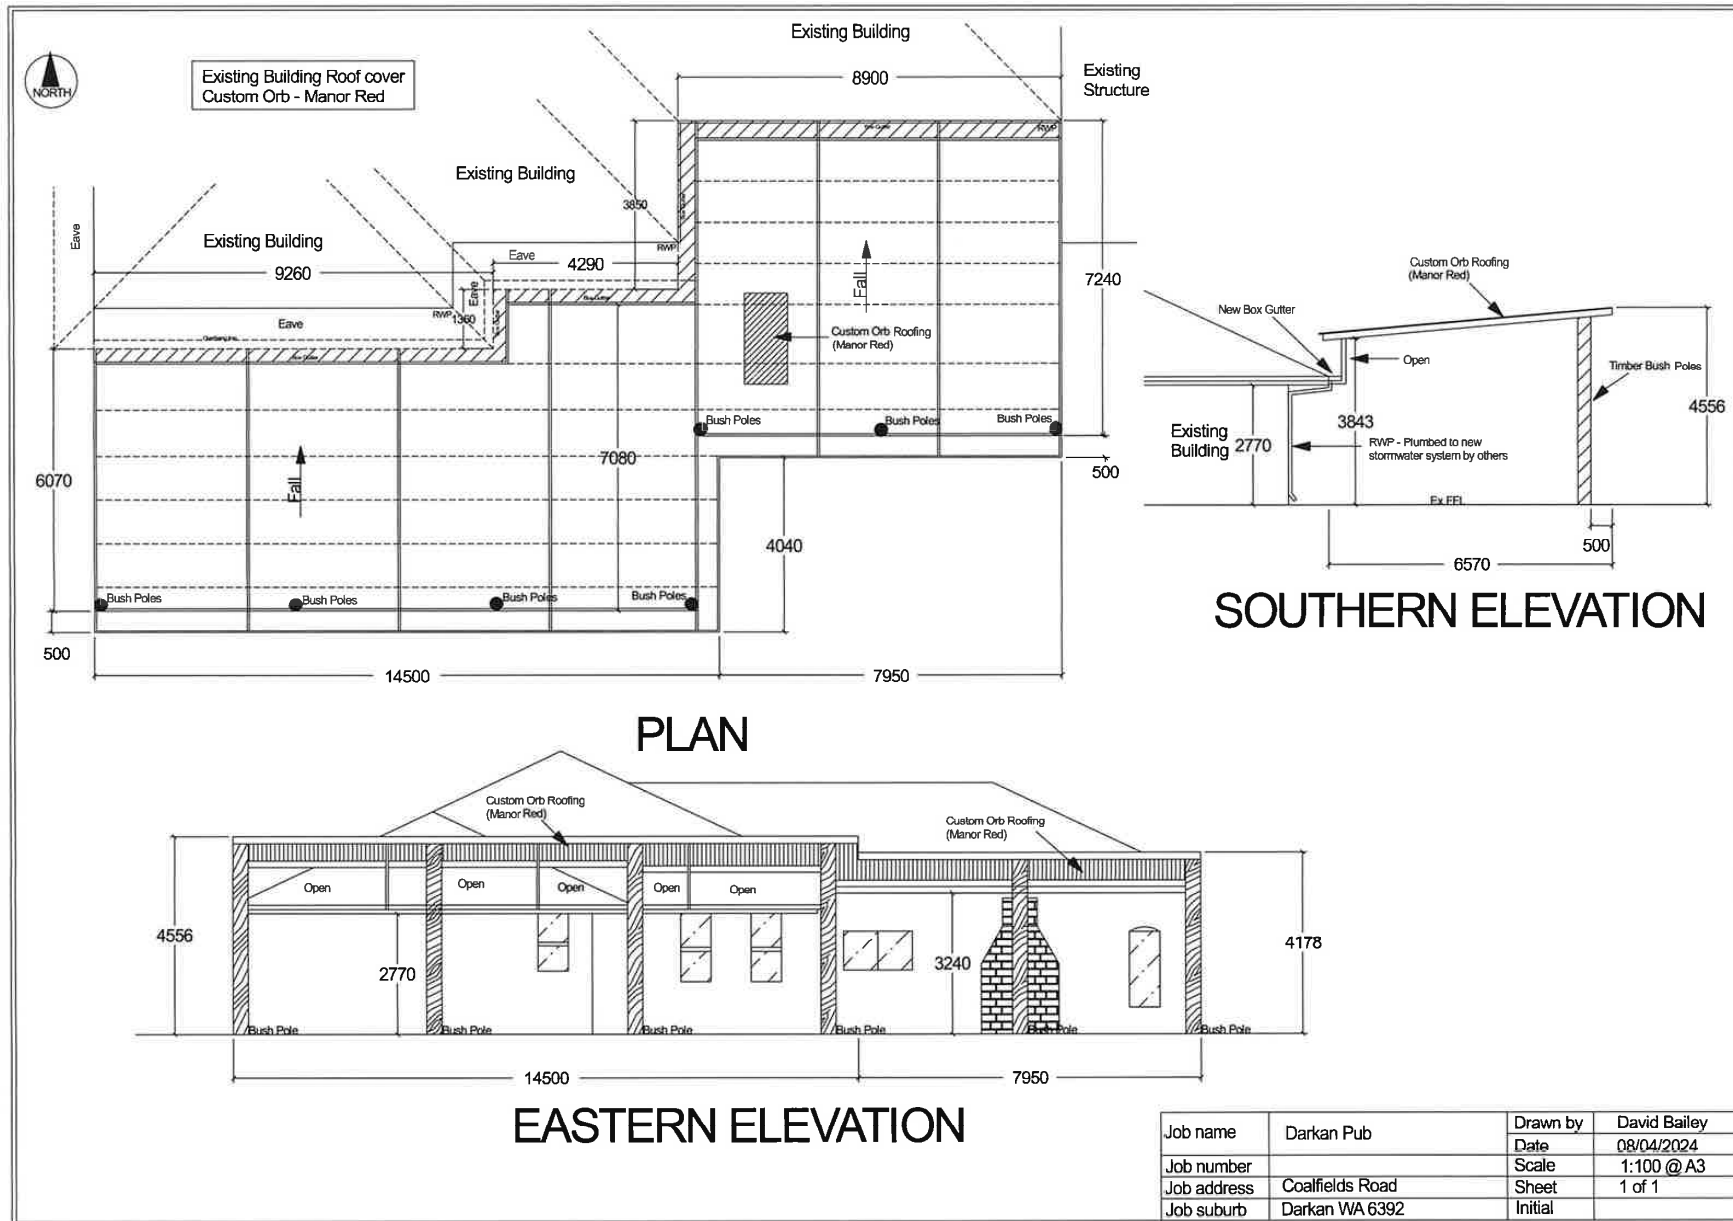 NORTH
Existing Building Roof cover
Custom Orb - Manor Red
Existing Building
8900
Existing
Structure
Box Gutter
RWP
Existing Building
3850
Existing Building
Eave
9260
Eave
4290
RWP
Eave
Box Gutter
RWP
1360
Eave
Box Gutter
Fall
7240
Custom Orb Roofing
(Manor Red)
Bush Poles
Bush Poles
Bush Poles
500
6070
Fall
7080
4040
Bush Poles
Bush Poles
Bush Poles
Bush Poles
500
14500
7950
PLAN
Custom Orb Roofing
(Manor Red)
New Box Gutter
Open
Timber Bush Poles
4556
3843
Existing
Building
2770
RWP - Plumbed to new
stormwater system by others
Ex FFL
500
6570
SOUTHERN ELEVATION
Custom Orb Roofing
(Manor Red)
Custom Orb Roofing
(Manor Red)
Open
Open
Open
Open
Open
4556
2770
3240
4178
Bush Pole
Bush Pole
Bush Pole
Bush Pole
Bush Pole
Bush Pole
14500
7950
EASTERN ELEVATION
Job name Darkan Pub Drawn by David Bailey
Date 08/04/2024
Job number Scale 1:100 @ A3
Job address Coalfields Road Sheet 1 of 1
Job suburb Darkan WA 6392 Initial